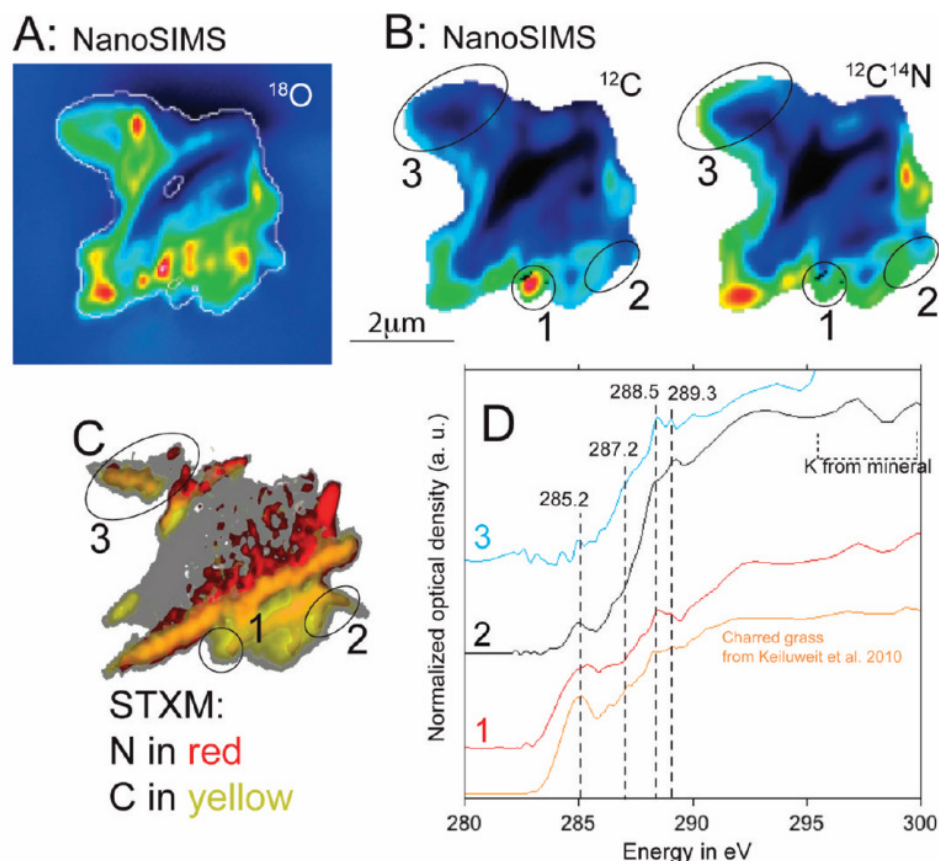 A: NanoSIMS
¹⁸O
B: NanoSIMS
¹²C
¹²C¹⁴N
3
3
2
2
1
1
2μm
C
3
1
2
STXM:
N in red
C in yellow
D
288.5
289.3
287.2
285.2
K from mineral
3
2
1
Charred grass
from Keiluweit et al. 2010
Normalized optical density (a. u.)
280
285
290
295
300
Energy in eV